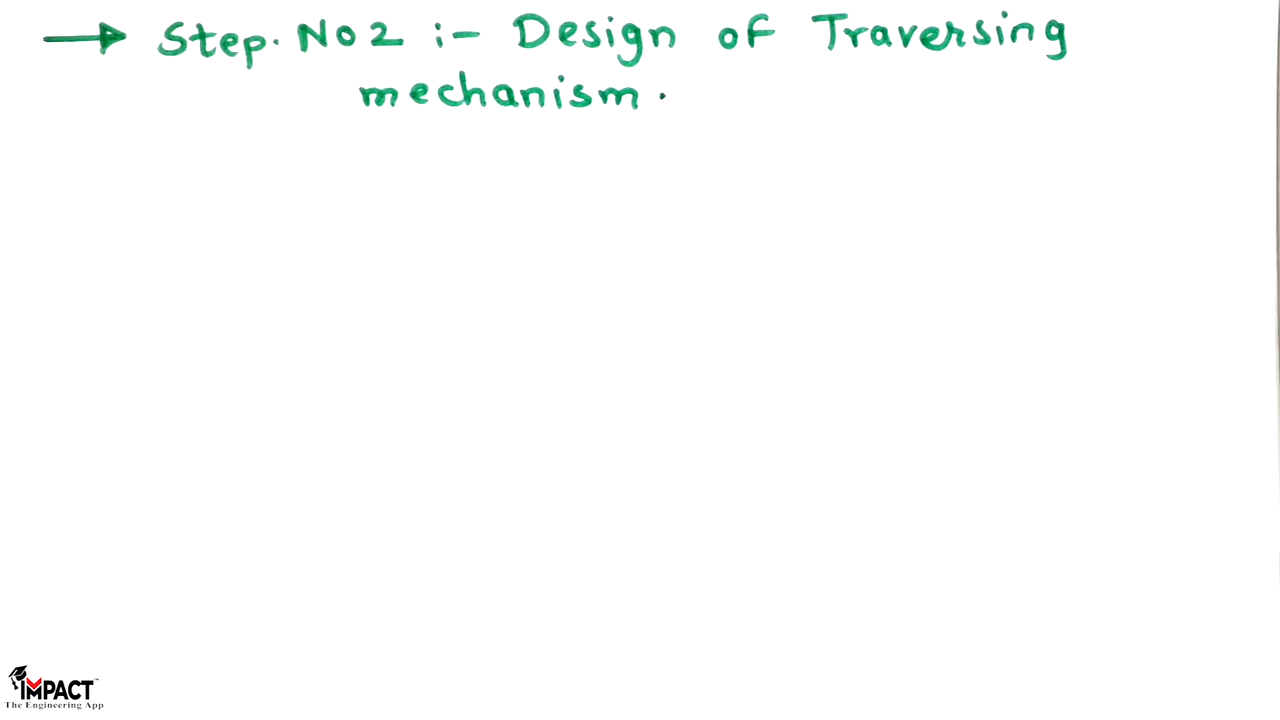 → Step. No 2 :- Design of Traversing
mechanism.
IMPACT
The Engineering App